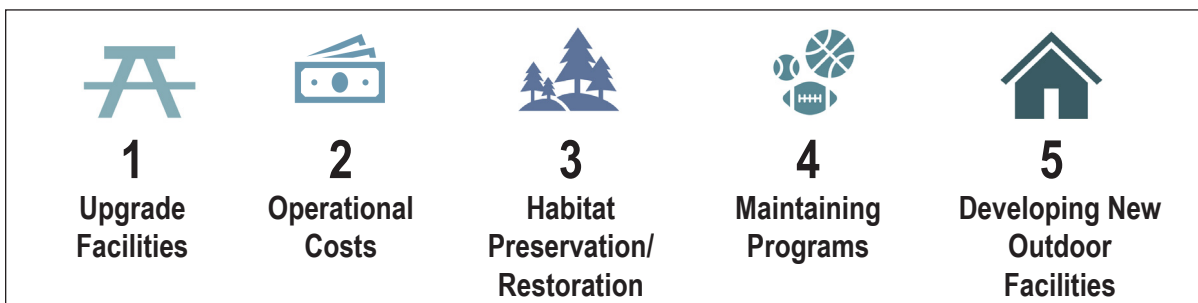 1
Upgrade
Facilities
2
Operational
Costs
3
Habitat
Preservation/
Restoration
4
Maintaining
Programs
5
Developing New
Outdoor
Facilities